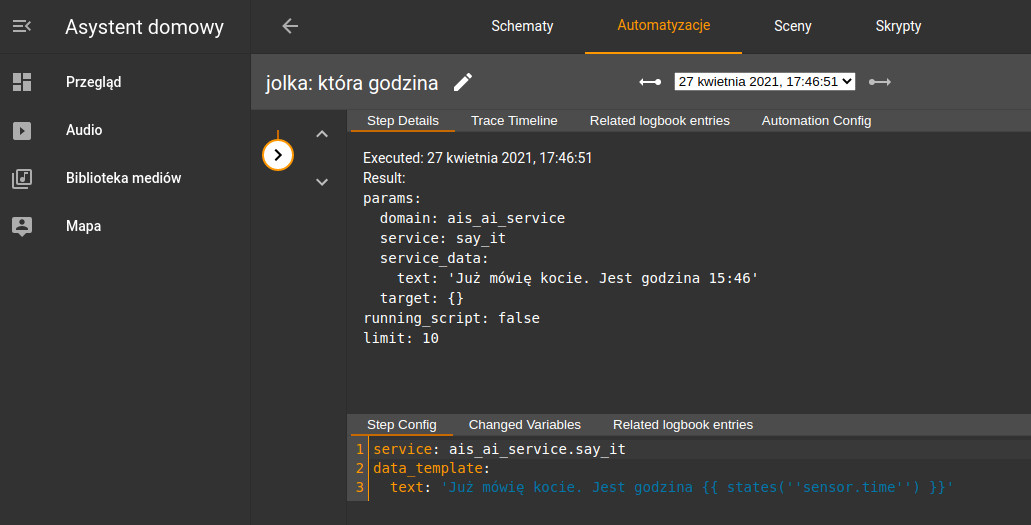 Asystent domowy
Schematy
Automatyzacje
Sceny
Skrypty
Przegląd
Audio
Biblioteka mediów
Mapa
jolka: która godzina
27 kwietnia 2021, 17:46:51
Step Details
Trace Timeline
Related logbook entries
Automation Config
Executed: 27 kwietnia 2021, 17:46:51
Result:
params:
  domain: ais_ai_service
  service: say_it
  service_data:
    text: 'Już mówię kocie. Jest godzina 15:46'
  target: {}
running_script: false
limit: 10
Step Config
Changed Variables
Related logbook entries
1 service: ais_ai_service.say_it
2 data_template:
3   text: 'Już mówię kocie. Jest godzina {{ states(''sensor.time'') }}'